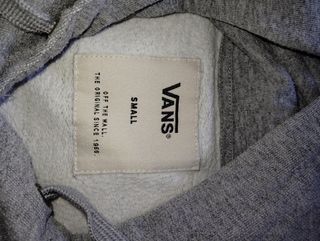 VANS®
SMALL
OFF THE WALL.
THE ORIGINAL SINCE 1966